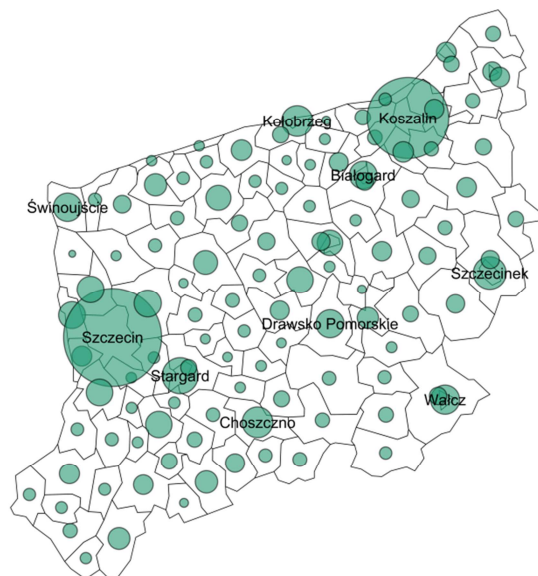 Kołobrzeg
Koszalin
Białogard
Świnoujście
Szczecinek
Drawsko Pomorskie
Szczecin
Stargard
Wałcz
Choszczno